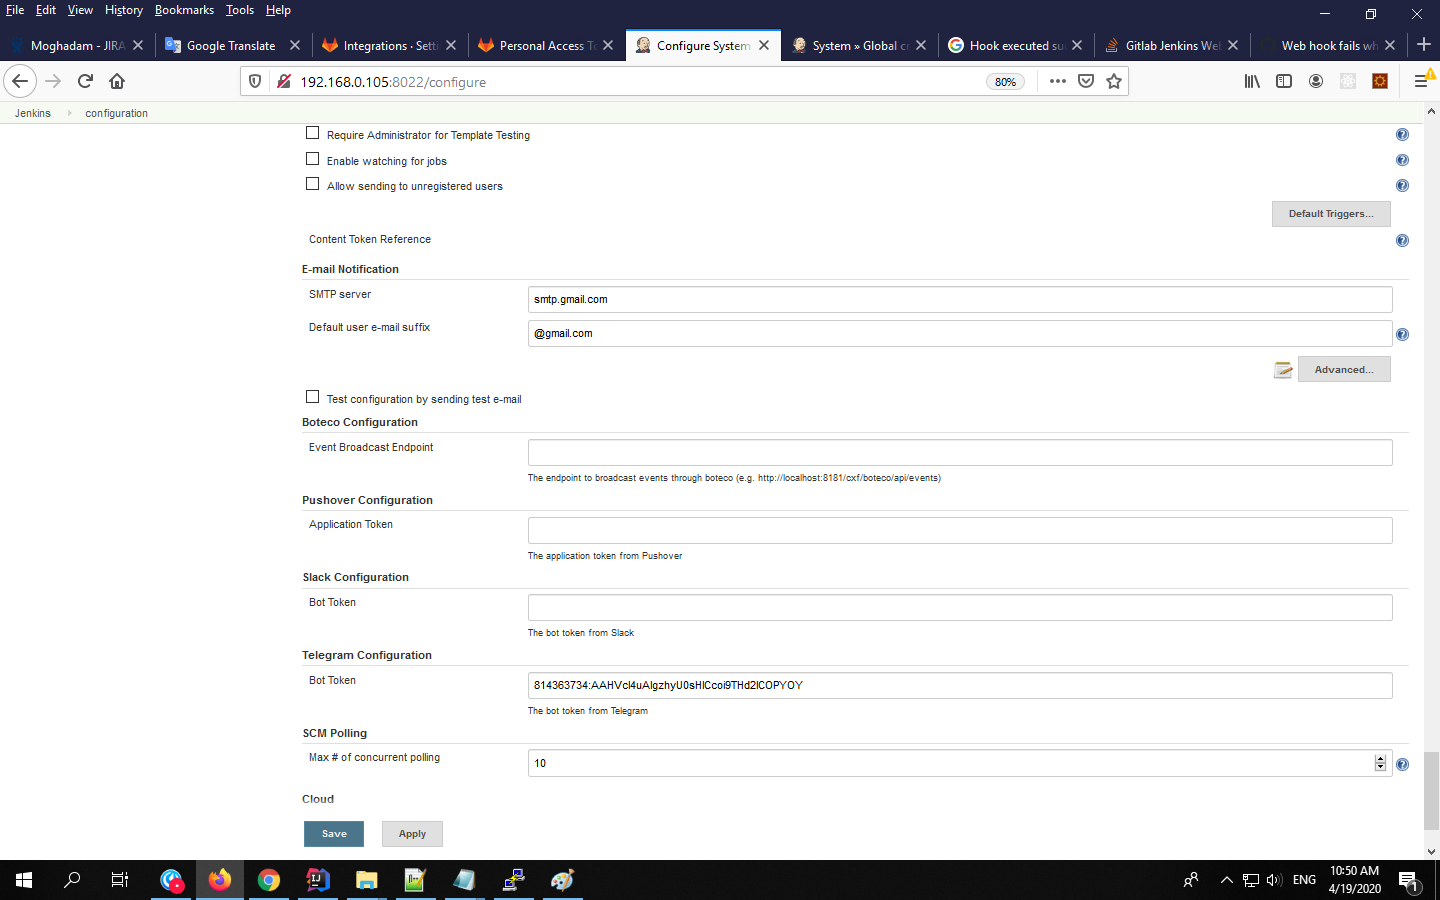 File Edit View History Bookmarks Tools Help
Moghadam - JIRA
Google Translate
Integrations · Setti
Personal Access To
Configure System
System » Global cr
Hook executed suc
Gitlab Jenkins Web
Web hook fails wh
192.168.0.105:8022/configure
80%
Jenkins configuration
Require Administrator for Template Testing
Enable watching for jobs
Allow sending to unregistered users
Default Triggers...
Content Token Reference
E-mail Notification
SMTP server
smtp.gmail.com
Default user e-mail suffix
@gmail.com
Advanced...
Test configuration by sending test e-mail
Boteco Configuration
Event Broadcast Endpoint
The endpoint to broadcast events through boteco (e.g. http://localhost:8181/cxf/boteco/api/events)
Pushover Configuration
Application Token
The application token from Pushover
Slack Configuration
Bot Token
The bot token from Slack
Telegram Configuration
Bot Token
The bot token from Telegram
SCM Polling
Max # of concurrent polling
10
Cloud
Save
Apply
ENG
10:50 AM
4/19/2020
1